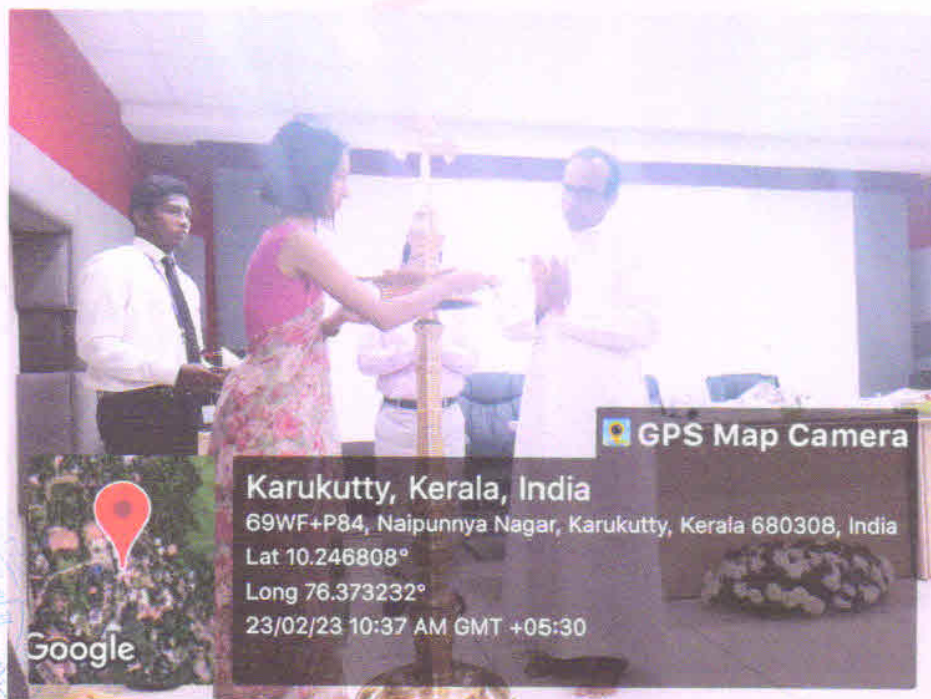 GPS Map Camera
Karukutty, Kerala, India
69WF+P84, Naipunnya Nagar, Karukutty, Kerala 680308, India
Lat 10.246808°
Long 76.373232°
23/02/23 10:37 AM GMT +05:30
Google